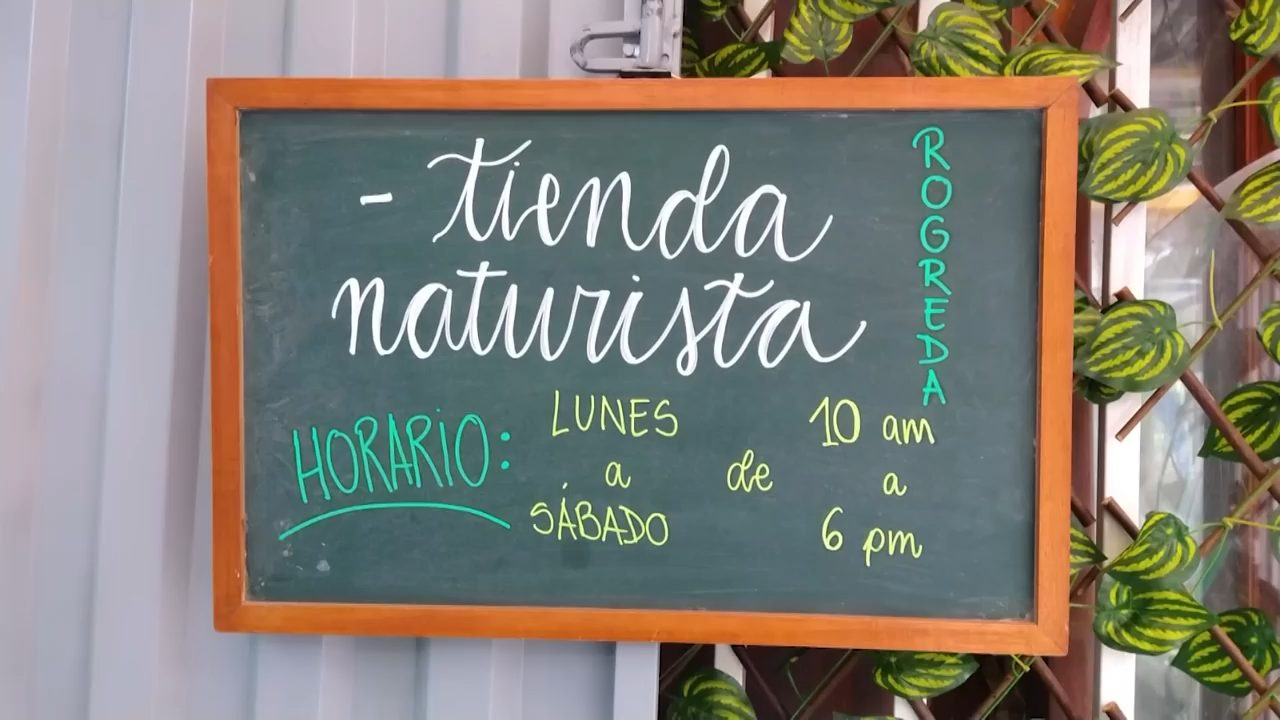 - tienda
naturista
ROGREDA
HORARIO:
LUNES
a
SÁBADO
de
10 am
a
6 pm